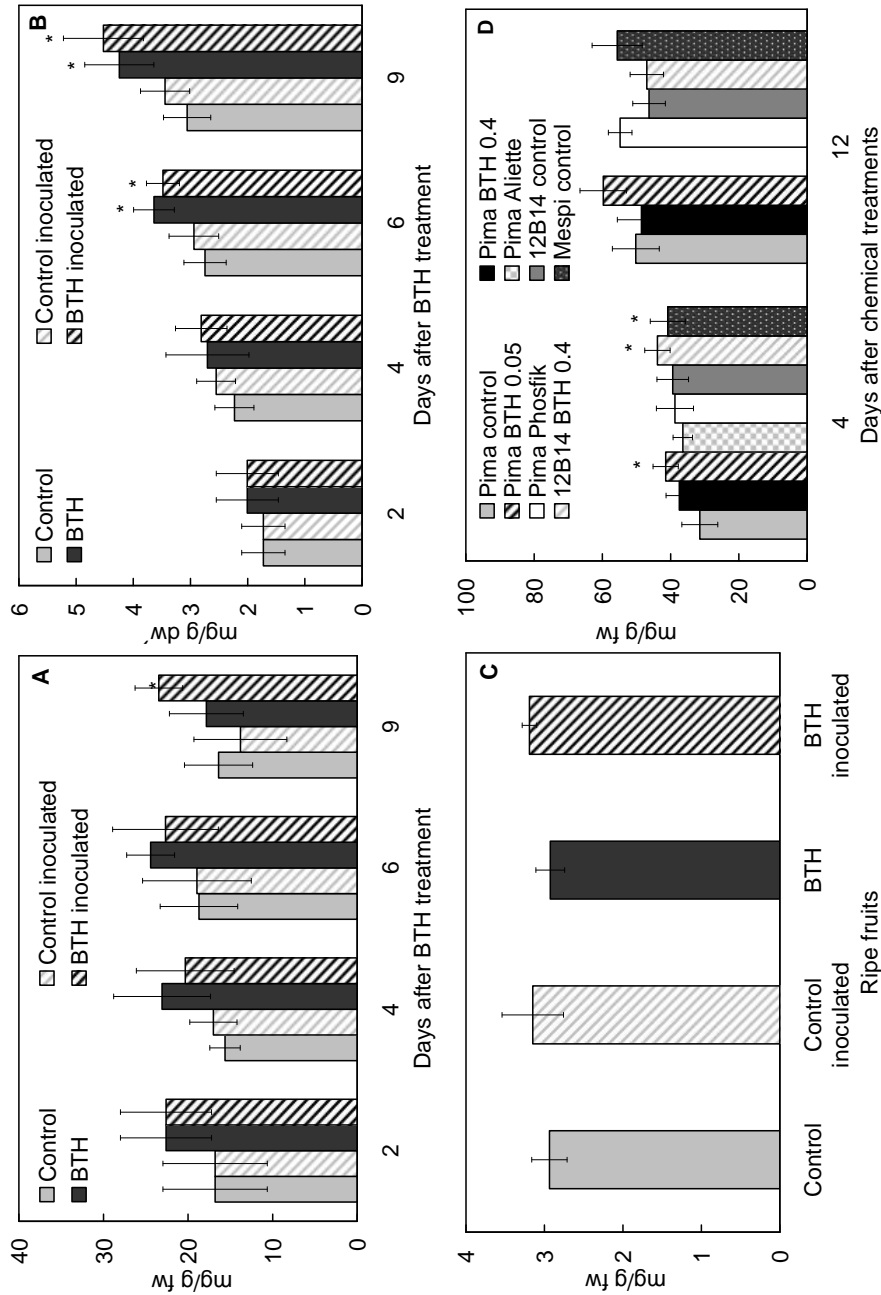 A
Control
Control inoculated
BTH
BTH inoculated
mg/g fw
40
30
20
10
0
*
2 4 6 9
Days after BTH treatment
B
Control
Control inoculated
BTH
BTH inoculated
mg/g dw´
6
5
4
3
2
1
0
* * * *
2 4 6 9
Days after BTH treatment
C
mg/g fw
4
3
2
1
0
Control
Control inoculated
BTH
BTH inoculated
Ripe fruits
D
Pima control
Pima BTH 0.4
Pima BTH 0.05
Pima Aliette
Pima Phosfik
12B14 control
12B14 BTH 0.4
Mespi control
mg/g fw
100
80
60
40
20
0
* * *
4 12
Days after chemical treatments